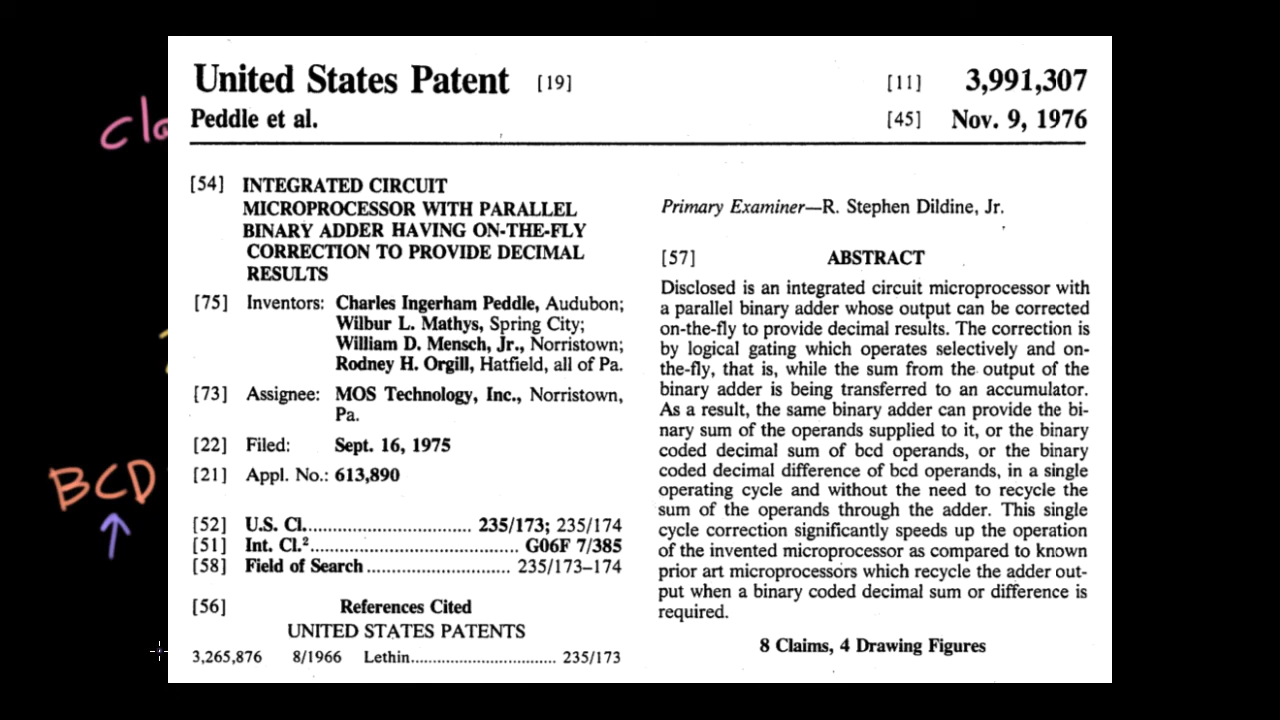 United States Patent [19]
Peddle et al.
[11] 3,991,307
[45] Nov. 9, 1976
[54] INTEGRATED CIRCUIT
MICROPROCESSOR WITH PARALLEL
BINARY ADDER HAVING ON-THE-FLY
CORRECTION TO PROVIDE DECIMAL
RESULTS
[75] Inventors: Charles Ingerham Peddle, Audubon;
Wilbur L. Mathys, Spring City;
William D. Mensch, Jr., Norristown;
Rodney H. Orgill, Hatfield, all of Pa.
[73] Assignee: MOS Technology, Inc., Norristown,
Pa.
[22] Filed: Sept. 16, 1975
[21] Appl. No.: 613,890
[52] U.S. Cl. 235/173; 235/174
[51] Int. Cl.² G06F 7/385
[58] Field of Search 235/173–174
[56] References Cited
UNITED STATES PATENTS
3,265,876 8/1966 Lethin 235/173
Primary Examiner—R. Stephen Dildine, Jr.
[57] ABSTRACT
Disclosed is an integrated circuit microprocessor with
a parallel binary adder whose output can be corrected
on-the-fly to provide decimal results. The correction is
by logical gating which operates selectively and on-
the-fly, that is, while the sum from the output of the
binary adder is being transferred to an accumulator.
As a result, the same binary adder can provide the bi-
nary sum of the operands supplied to it, or the binary
coded decimal sum of bcd operands, or the binary
coded decimal difference of bcd operands, in a single
operating cycle and without the need to recycle the
sum of the operands through the adder. This single
cycle correction significantly speeds up the operation
of the invented microprocessor as compared to known
prior art microprocessors which recycle the adder out-
put when a binary coded decimal sum or difference is
required.
8 Claims, 4 Drawing Figures
BCD